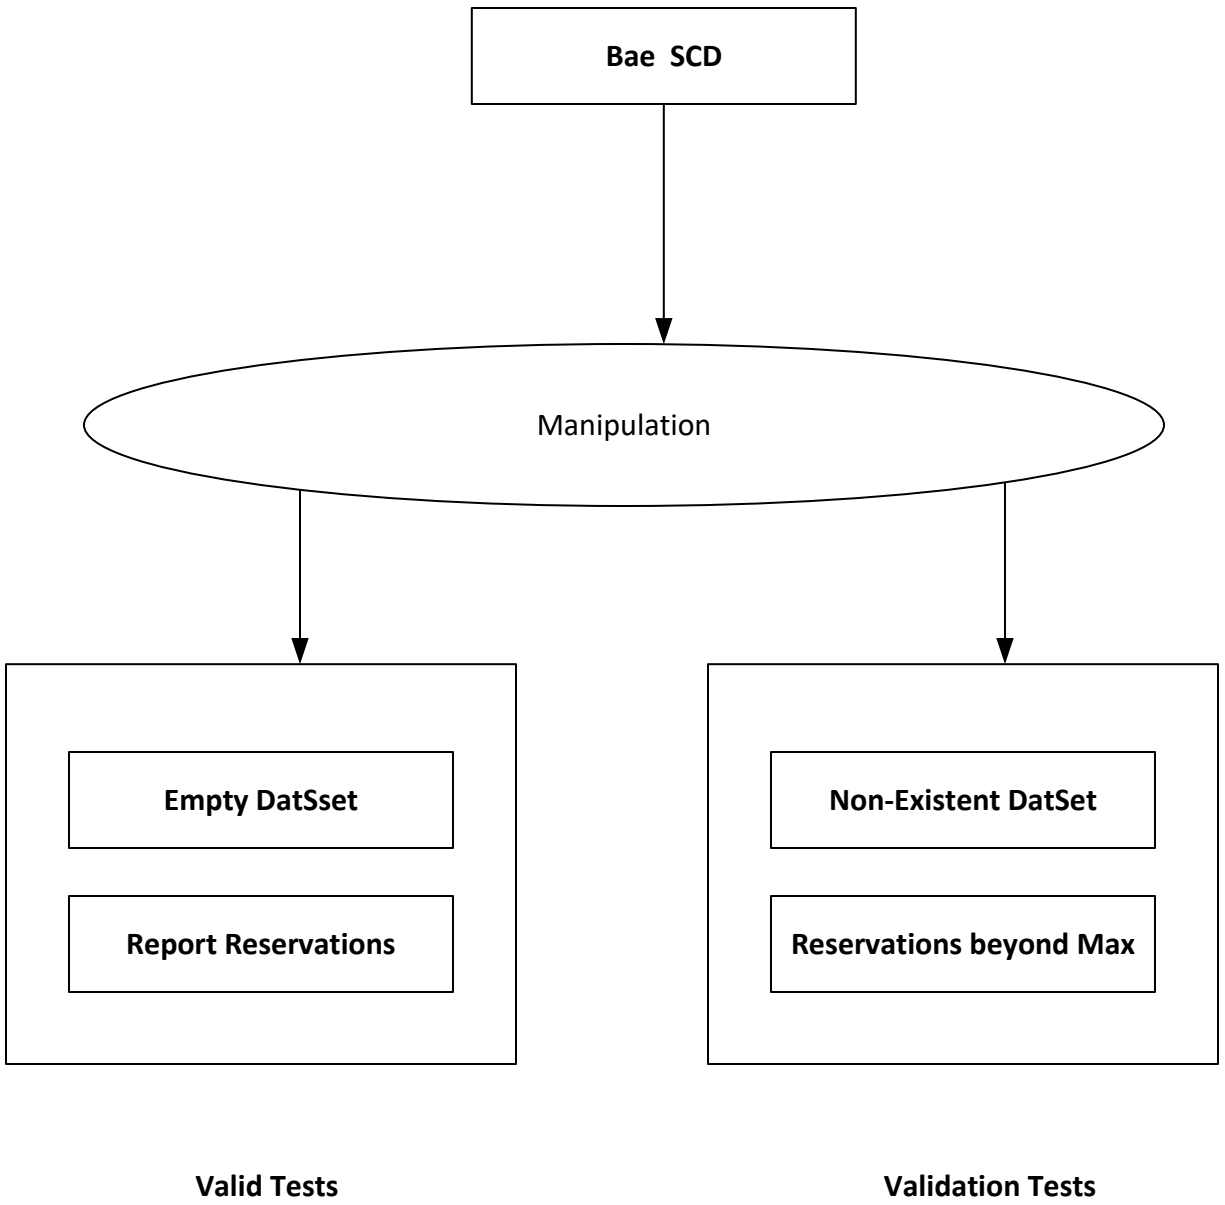 Bae  SCD
Manipulation
Empty DatSset
Report Reservations
Non-Existent DatSet
Reservations beyond Max
Valid Tests
Validation Tests